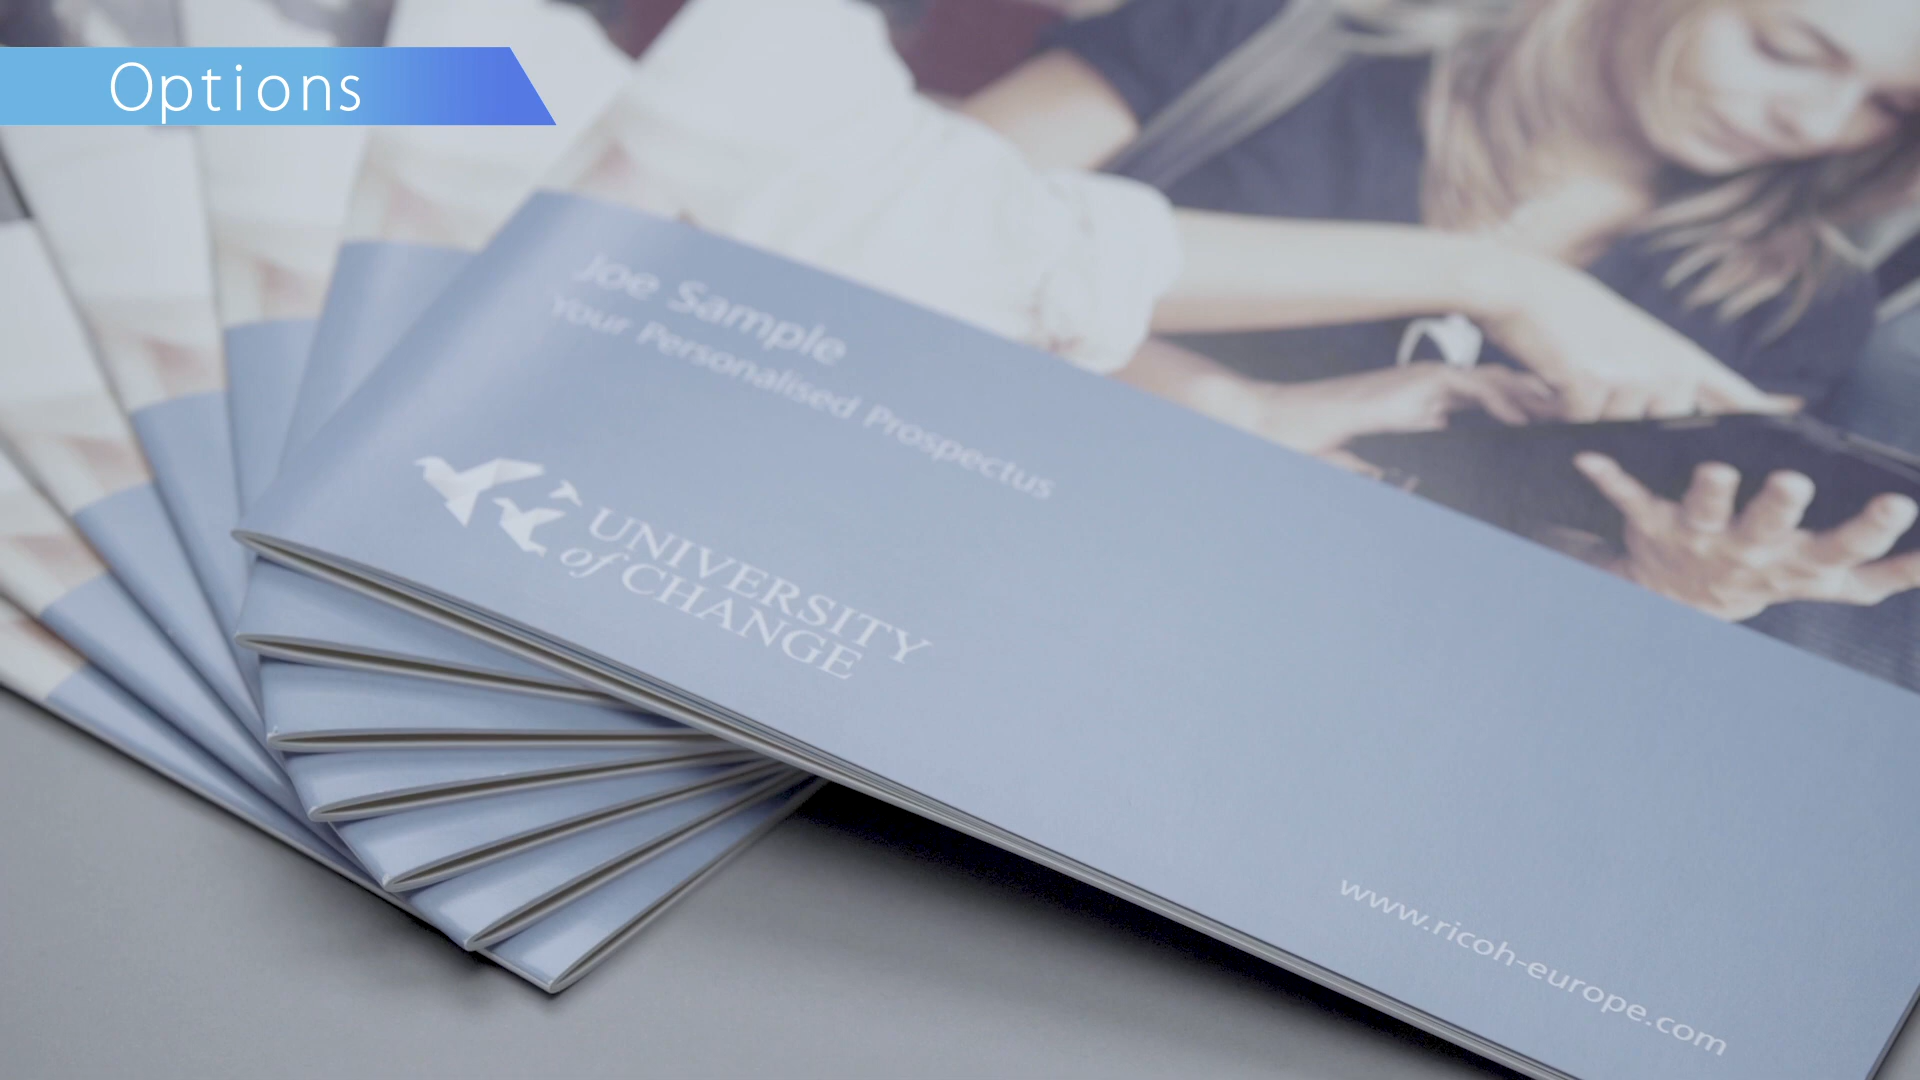 Options
Joe Sample
Your Personalised Prospectus
UNIVERSITY
of CHANGE
www.ricoh-europe.com